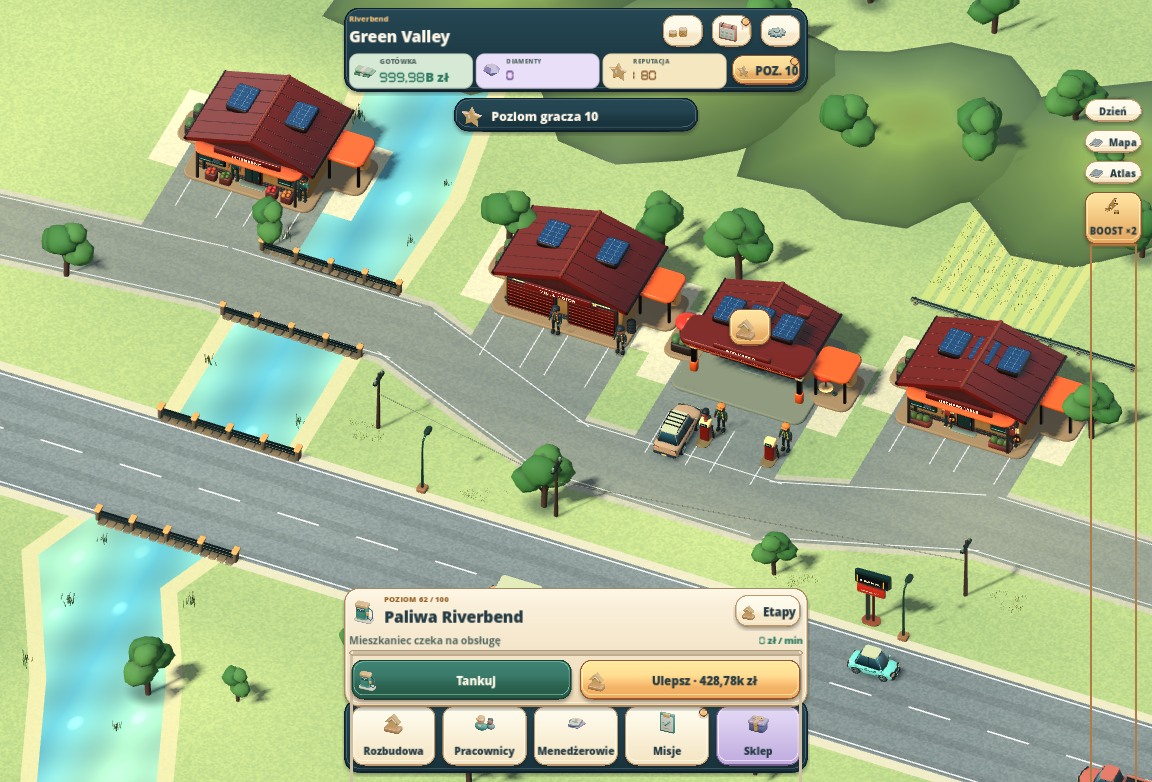 Riverbend
Green Valley
GOTÓWKA
999,98B zł
DIAMENTY
0
REPUTACJA
80
POZ. 10
Poziom gracza 10
Dzień
Mapa
Atlas
BOOST ×2
POZIOM 62 / 100
Paliwa Riverbend
Etapy
Mieszkaniec czeka na obsługę
0 zł / min
Tankuj
Ulepsz · 428,78k zł
Rozbudowa
Pracownicy
Menedżerowie
Misje
Sklep